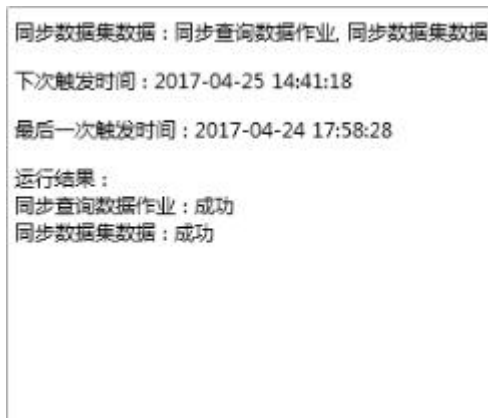 同步数据集数据：同步查询数据作业, 同步数据集数据
下次触发时间：2017-04-25 14:41:18
最后一次触发时间：2017-04-24 17:58:28
运行结果：
同步查询数据作业：成功
同步数据集数据：成功